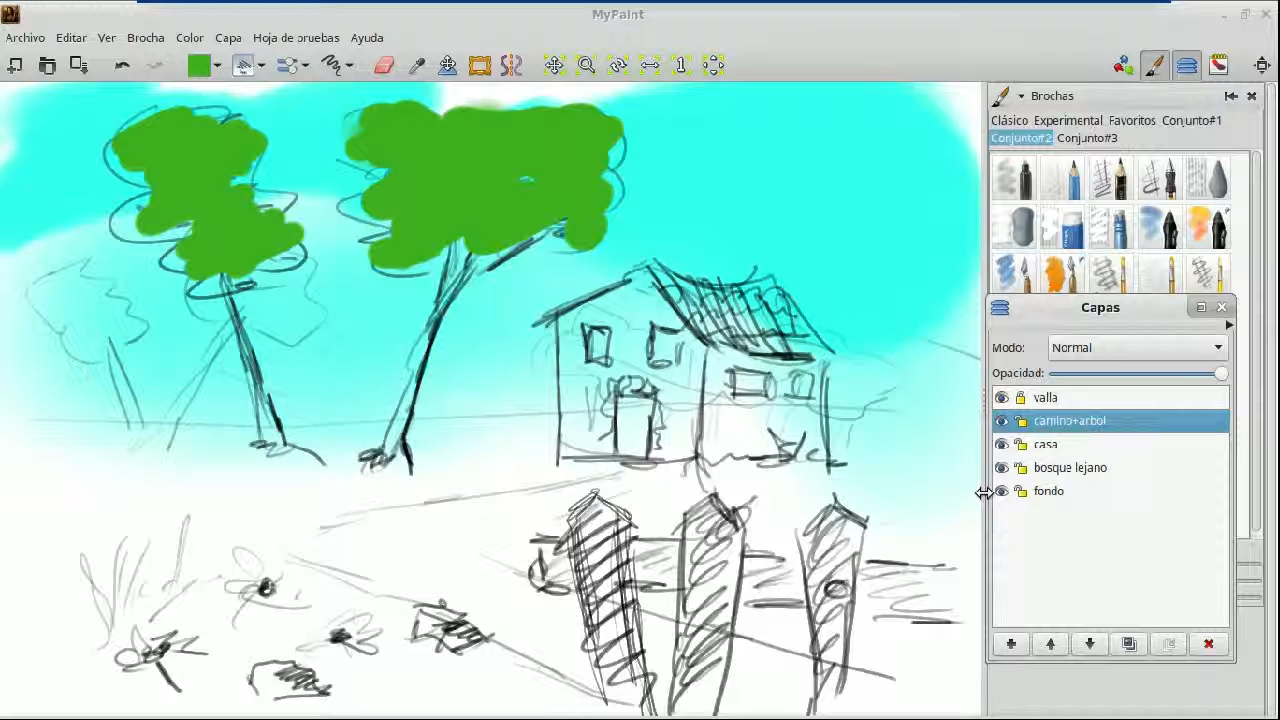 MyPaint
Archivo Editar Ver Brocha Color Capa Hoja de pruebas Ayuda
1
Brochas
Clásico Experimental Favoritos Conjunto#1
Conjunto#2 Conjunto#3
Capas
Modo: Normal
Opacidad:
valla
camino+arbol
casa
bosque lejano
fondo